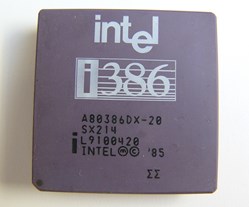 intel
i386
A80386DX-20
SX214
L9100420
INTEL Ⓜ Ⓒ '85
ΣΣ